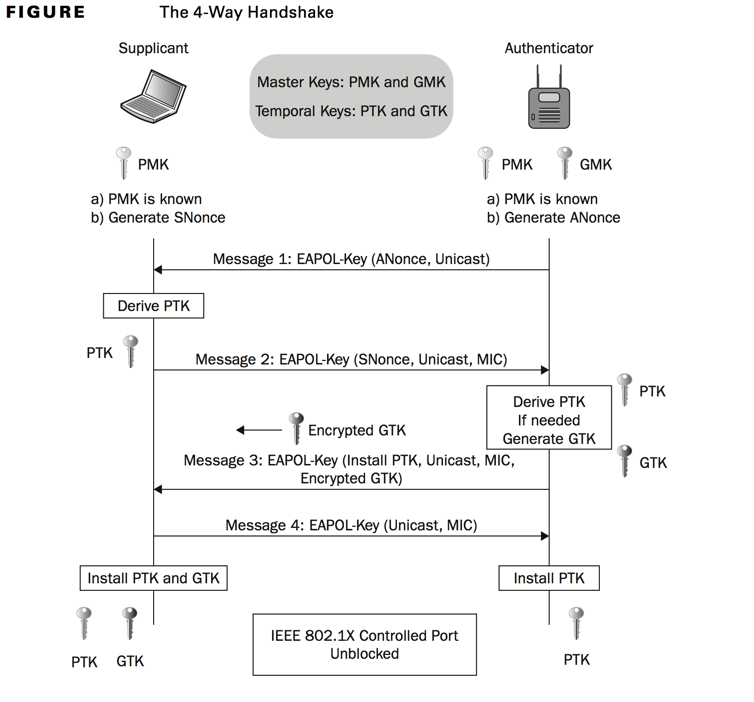 FIGURE The 4-Way Handshake
Supplicant
Authenticator
Master Keys: PMK and GMK
Temporal Keys: PTK and GTK
PMK
PMK
GMK
a) PMK is known
b) Generate SNonce
a) PMK is known
b) Generate ANonce
Message 1: EAPOL-Key (ANonce, Unicast)
Derive PTK
PTK
Message 2: EAPOL-Key (SNonce, Unicast, MIC)
Derive PTK
If needed
Generate GTK
PTK
GTK
Encrypted GTK
Message 3: EAPOL-Key (Install PTK, Unicast, MIC,
Encrypted GTK)
Message 4: EAPOL-Key (Unicast, MIC)
Install PTK and GTK
Install PTK
PTK
GTK
IEEE 802.1X Controlled Port
Unblocked
PTK